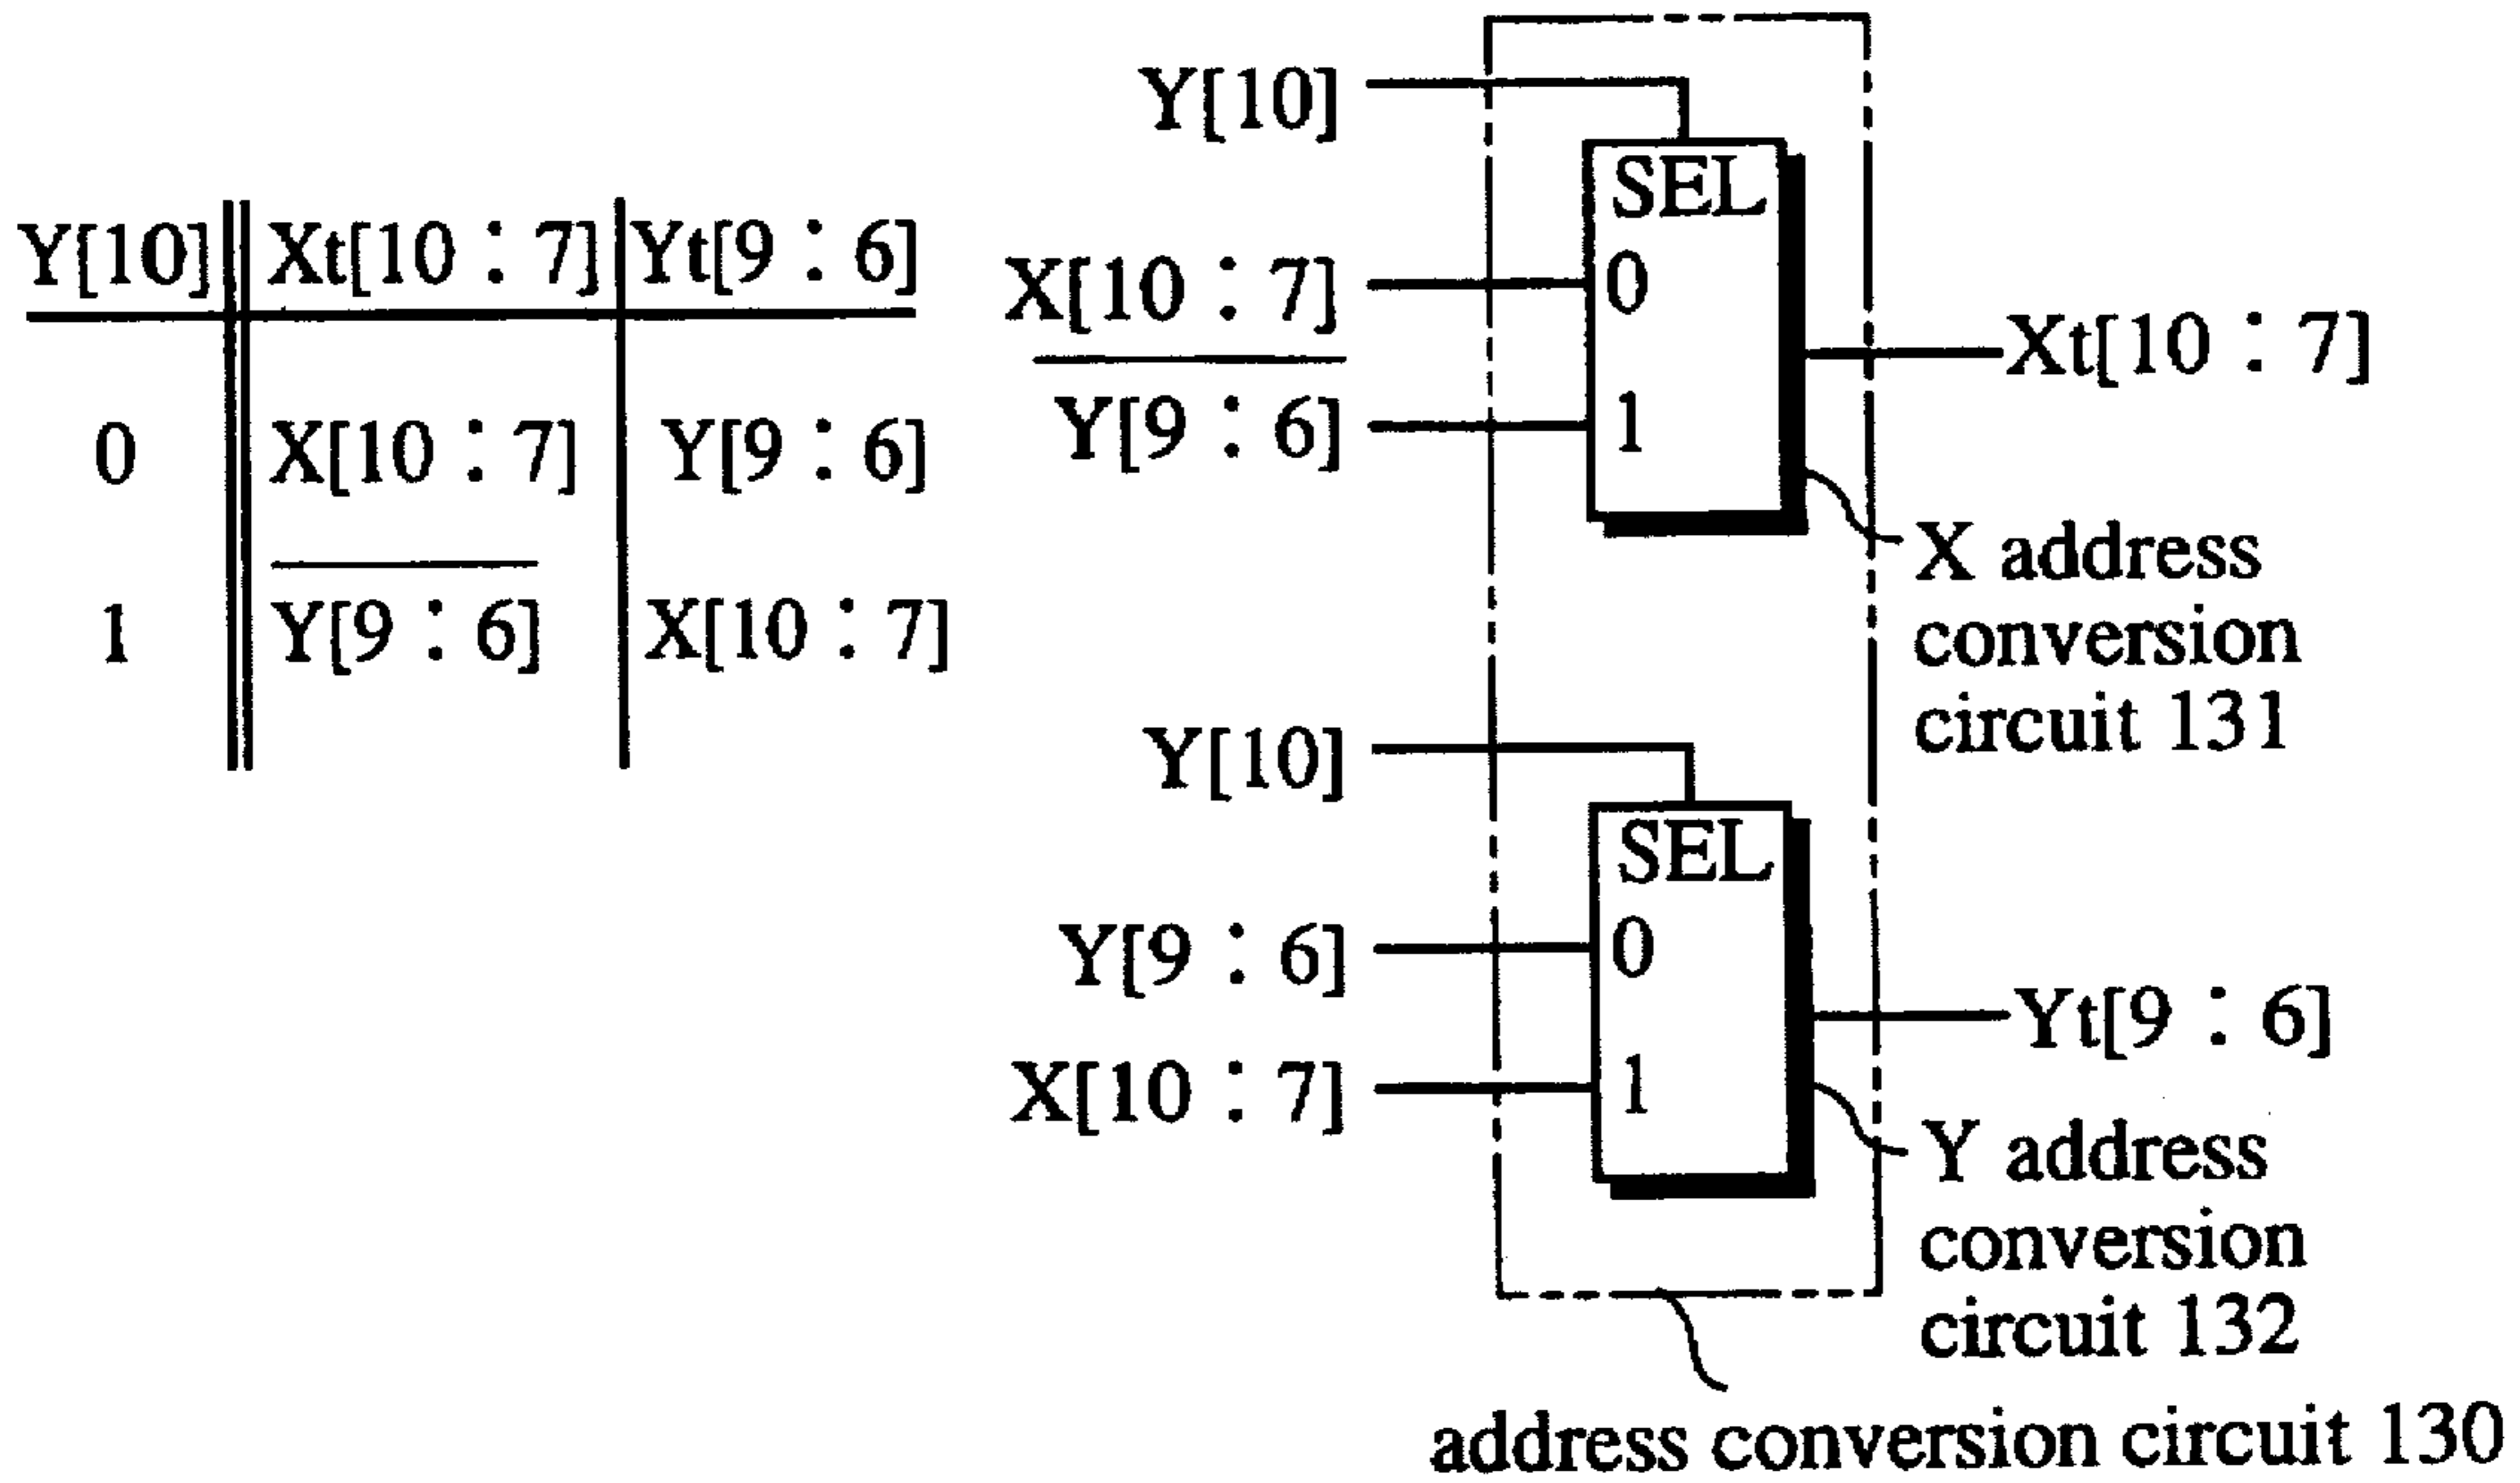 Y[10] Xt[10 : 7] Yt[9 : 6]
0 X[10 : 7] Y[9 : 6]
1 Y̅[̅9̅ ̅:̅ ̅6̅]̅ X[10 : 7]
Y[10]
SEL
X[10 : 7]
0
Y̅[̅9̅ ̅:̅ ̅6̅]̅
1
Xt[10 : 7]
X address
conversion
circuit 131
Y[10]
SEL
Y[9 : 6]
0
X[10 : 7]
1
Yt[9 : 6]
Y address
conversion
circuit 132
address conversion circuit 130